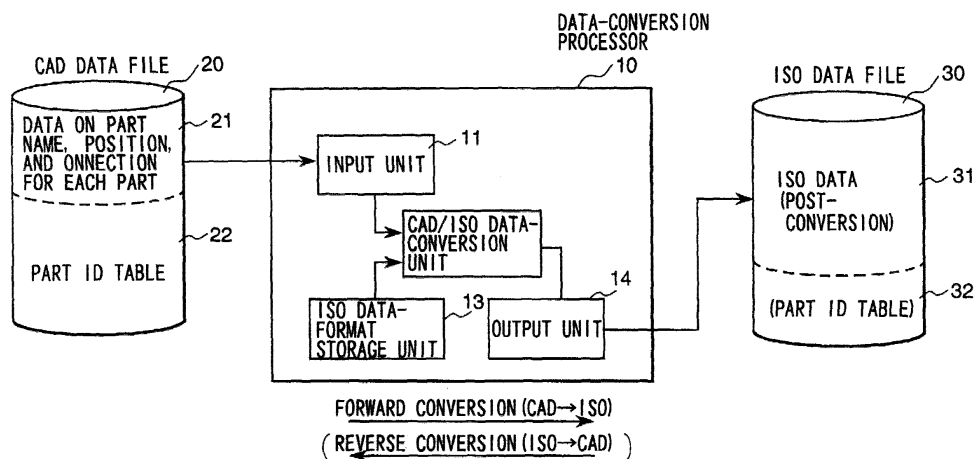 DATA-CONVERSION
PROCESSOR
10
CAD DATA FILE
20
DATA ON PART
NAME, POSITION,
AND ONNECTION
FOR EACH PART
21
22
PART ID TABLE
INPUT UNIT
11
CAD/ISO DATA-
CONVERSION
UNIT
ISO DATA-
FORMAT
STORAGE UNIT
13
OUTPUT UNIT
14
ISO DATA FILE
30
ISO DATA
(POST-
CONVERSION)
31
(PART ID TABLE)
32
FORWARD CONVERSION(CAD→ISO)
(REVERSE CONVERSION(ISO→CAD))